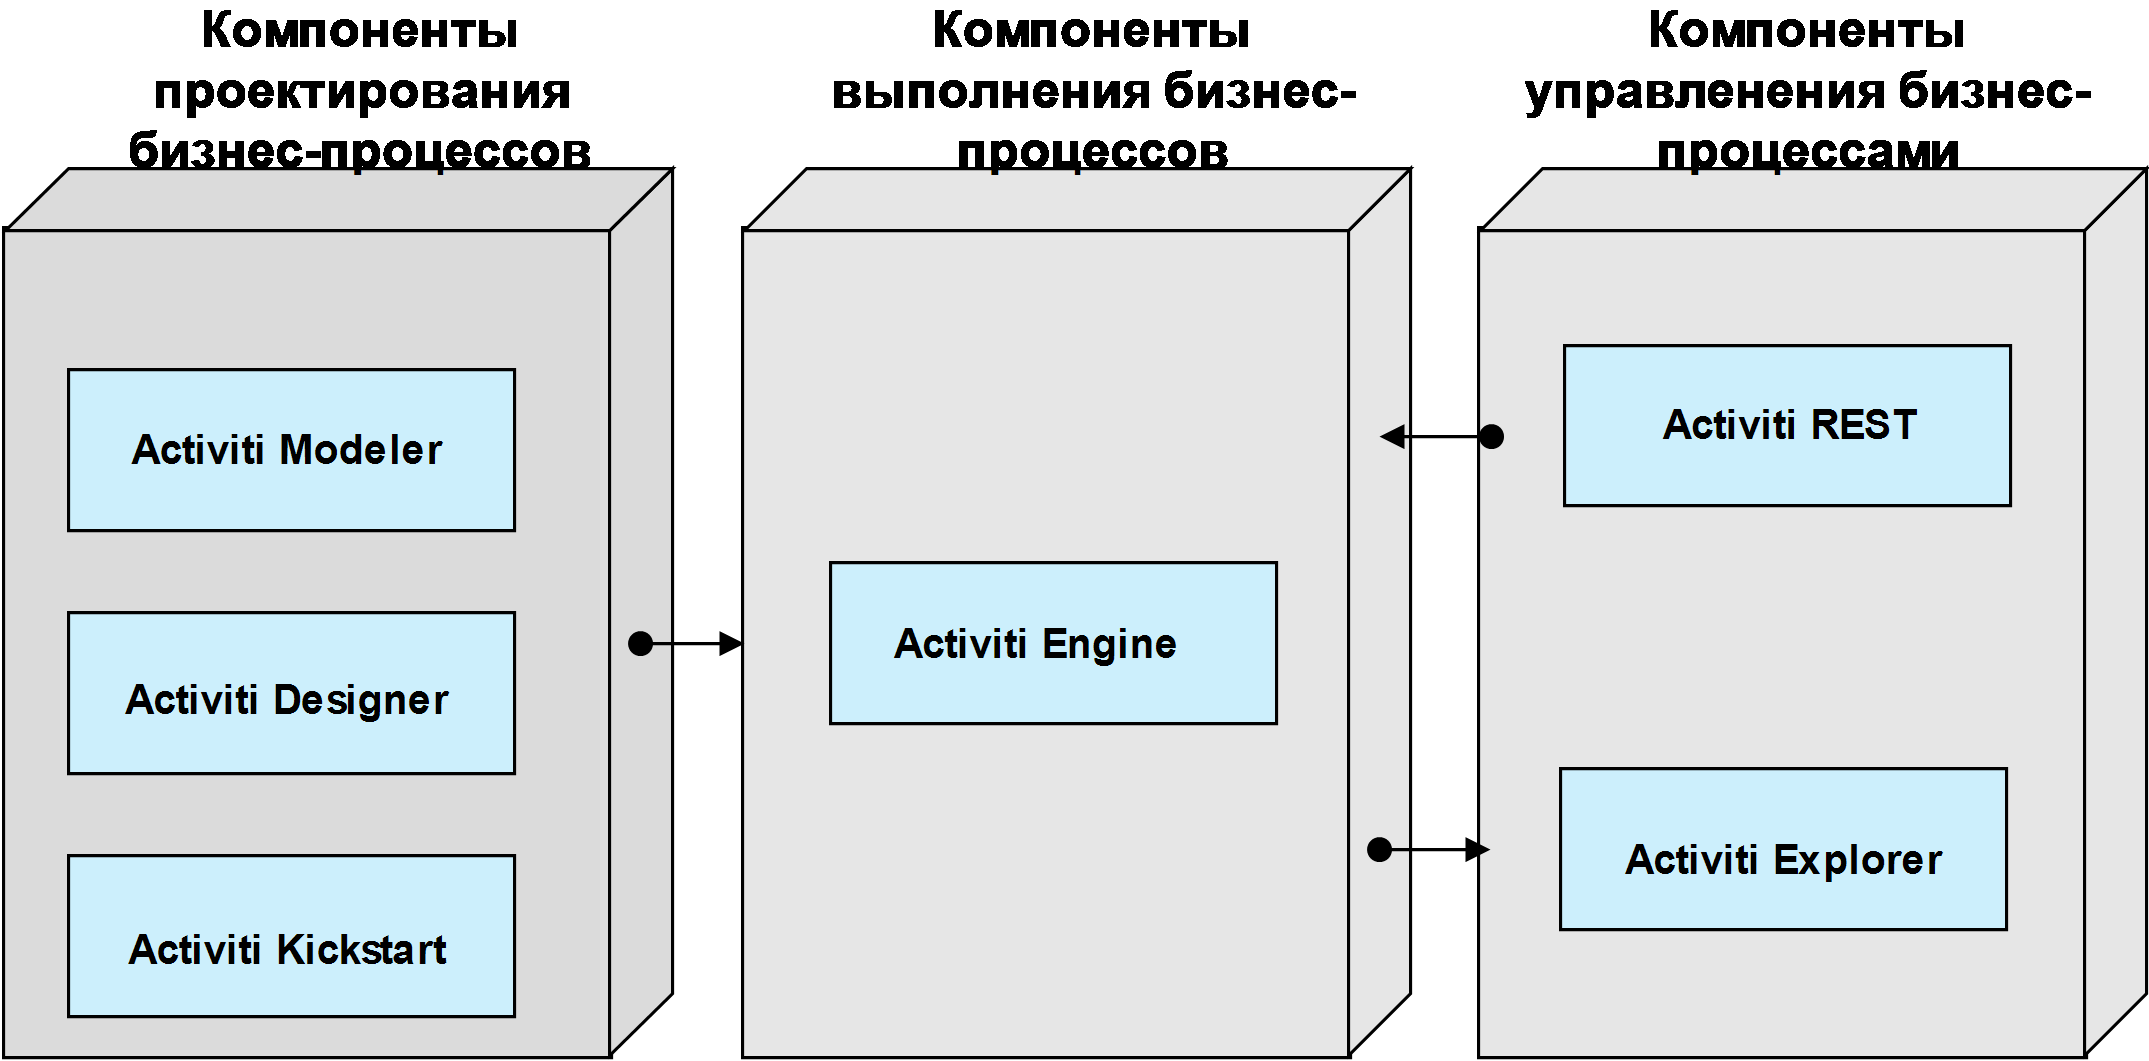 Компоненты
проектирования
бизнес-процессов
Activiti Modeler
Activiti Designer
Activiti Kickstart
Компоненты
выполнения бизнес-
процессов
Activiti Engine
Компоненты
управленения бизнес-
процессами
Activiti REST
Activiti Explorer